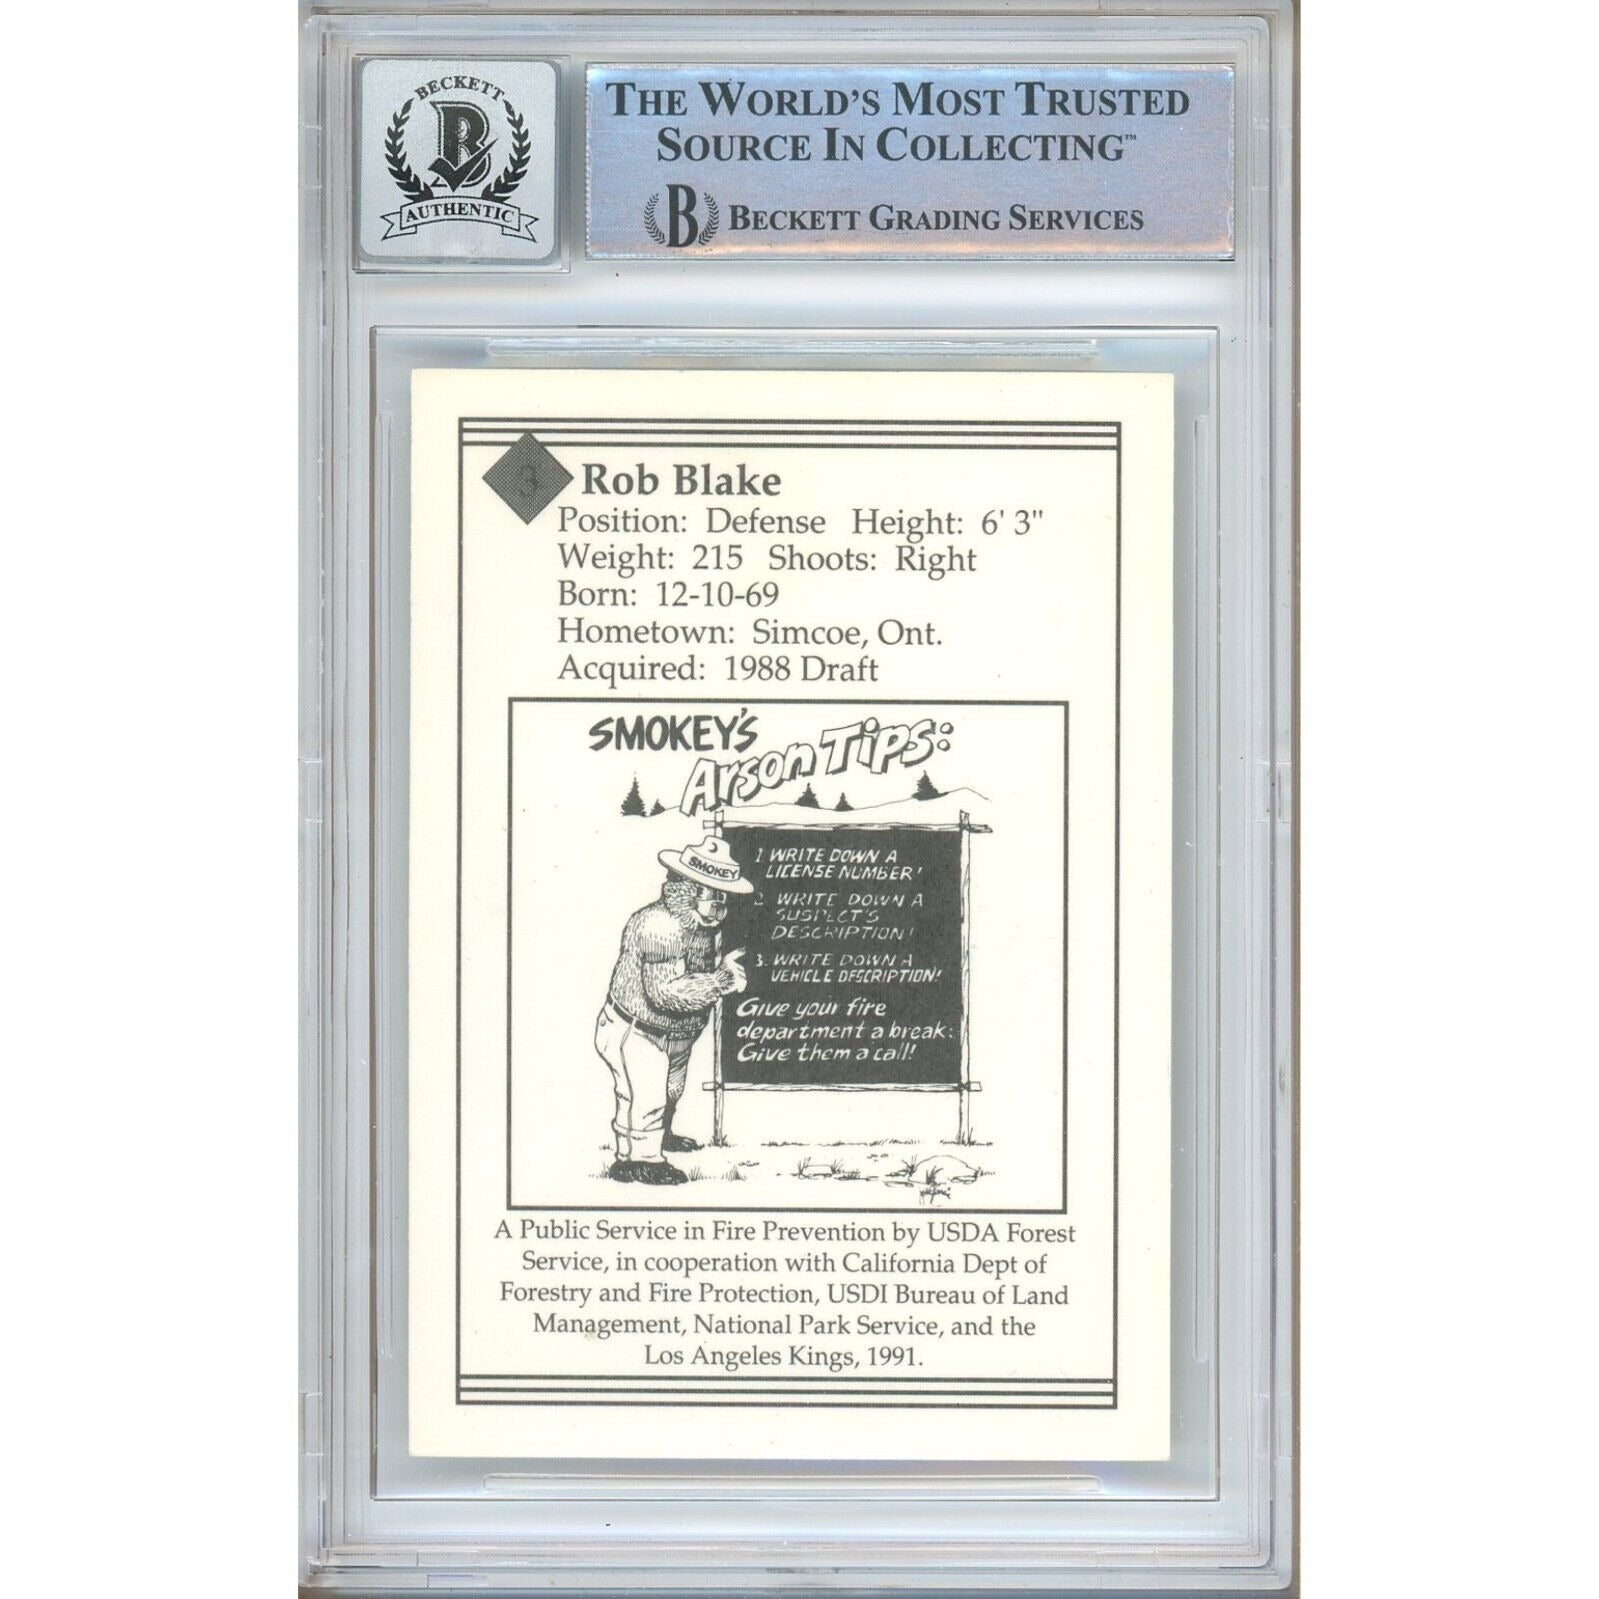 BECKETT
B
AUTHENTIC
THE WORLD'S MOST TRUSTED
SOURCE IN COLLECTING™
B BECKETT GRADING SERVICES
3 Rob Blake
Position: Defense Height: 6' 3"
Weight: 215 Shoots: Right
Born: 12-10-69
Hometown: Simcoe, Ont.
Acquired: 1988 Draft
SMOKEY'S
Arson Tips:
SMOKEY
1 WRITE DOWN A
LICENSE NUMBER!
2 WRITE DOWN A
SUSPECT'S
DESCRIPTION!
3. WRITE DOWN A
VEHICLE DESCRIPTION!
Give your fire
department a break:
Give them a call!
A Public Service in Fire Prevention by USDA Forest
Service, in cooperation with California Dept of
Forestry and Fire Protection, USDI Bureau of Land
Management, National Park Service, and the
Los Angeles Kings, 1991.